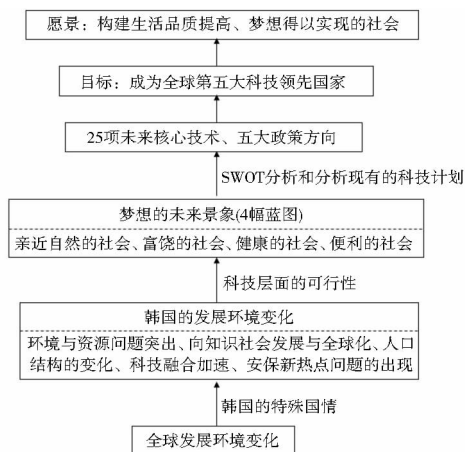 愿景：构建生活品质提高、梦想得以实现的社会
目标：成为全球第五大科技领先国家
25项未来核心技术、五大政策方向
SWOT分析和分析现有的科技计划
梦想的未来景象(4幅蓝图)
亲近自然的社会、富饶的社会、健康的社会、便利的社会
科技层面的可行性
韩国的发展环境变化
环境与资源问题突出、向知识社会发展与全球化、人口
结构的变化、科技融合加速、安保新热点问题的出现
韩国的特殊国情
全球发展环境变化